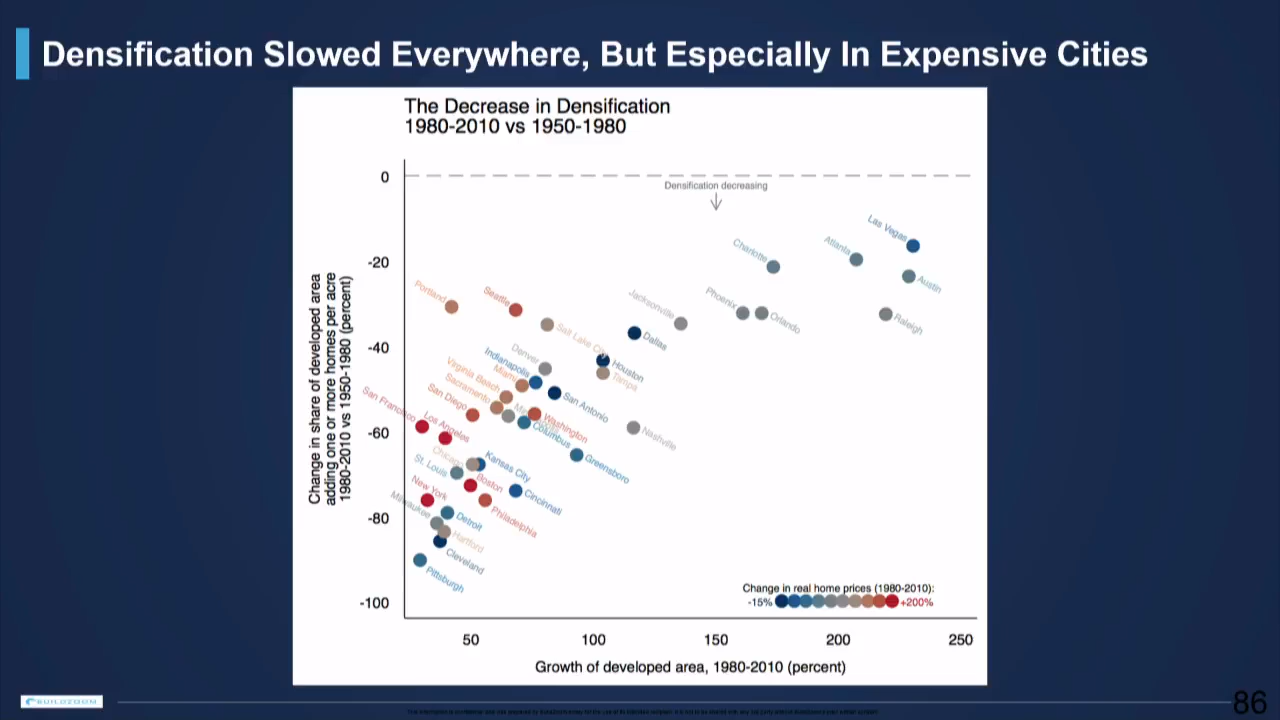 Densification Slowed Everywhere, But Especially In Expensive Cities
The Decrease in Densification
1980-2010 vs 1950-1980
0
-20
-40
-60
-80
-100
Change in share of developed area
adding one or more homes per acre
1980-2010 vs 1950-1980 (percent)
Densification decreasing
Las Vegas
Atlanta
Charlotte
Austin
Portland
Seattle
Jacksonville
Phoenix
Orlando
Raleigh
Salt Lake City
Dallas
Denver
Houston
Indianapolis
Miami
Tampa
Virginia Beach
Sacramento
San Antonio
San Diego
San Francisco
Los Angeles
Washington
Columbus
Nashville
Greensboro
Chicago
Kansas City
St. Louis
Boston
Cincinnati
New York
Philadelphia
Milwaukee
Detroit
Hartford
Cleveland
Pittsburgh
Change in real home prices (1980-2010):
-15% +200%
50 100 150 200 250
Growth of developed area, 1980-2010 (percent)
BUILDZOOM
86